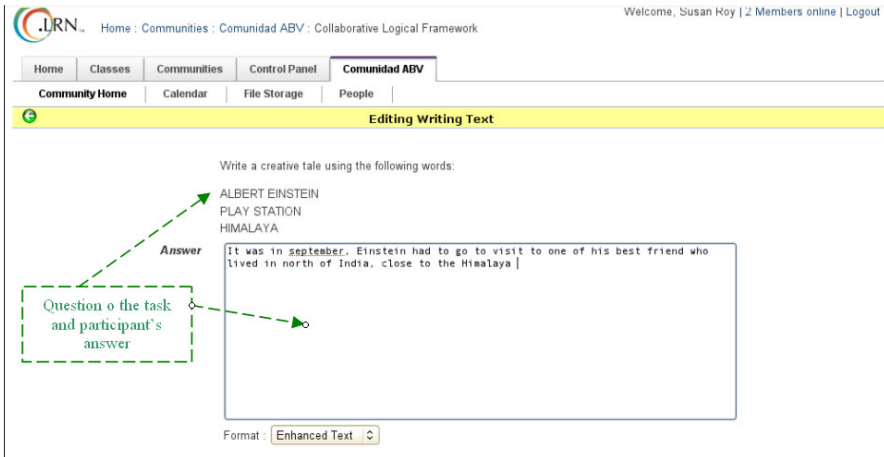 Welcome, Susan Roy | 2 Members online | Logout
.LRN Home : Communities : Comunidad ABV : Collaborative Logical Framework
Home Classes Communities Control Panel Comunidad ABV
Community Home Calendar File Storage People
Editing Writing Text
Write a creative tale using the following words:
ALBERT EINSTEIN
PLAY STATION
HIMALAYA
Answer
It was in september, Einstein had to go to visit to one of his best friend who
lived in north of India, close to the Himalaya
Question o the task
and participant's
answer
Format : Enhanced Text